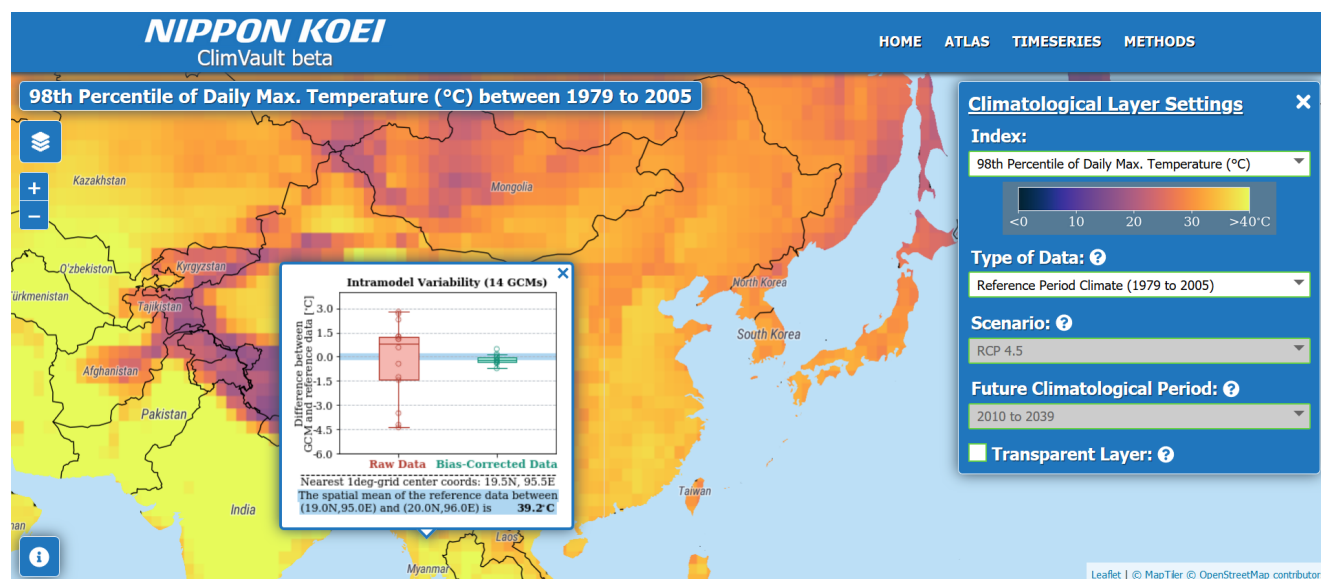 NIPPON KOEI
ClimVault beta
HOME ATLAS TIMESERIES METHODS
98th Percentile of Daily Max. Temperature (°C) between 1979 to 2005
+
−
Kazakhstan
Mongolia
O'zbekiston
Kyrgyzstan
Türkmenistan
Tajikistan
Afghanistan
Pakistan
India
North Korea
South Korea
Taiwan
Laos
Myanmar
Intramodel Variability (14 GCMs)
Difference between
GCM and reference data [°C]
3.0
1.5
0.0
-1.5
-3.0
-4.5
-6.0
Raw Data Bias-Corrected Data
Nearest 1deg-grid center coords: 19.5N, 95.5E
The spatial mean of the reference data between
(19.0N,95.0E) and (20.0N,96.0E) is 39.2°C
Climatological Layer Settings
Index:
98th Percentile of Daily Max. Temperature (°C)
<0 10 20 30 >40°C
Type of Data: ?
Reference Period Climate (1979 to 2005)
Scenario: ?
RCP 4.5
Future Climatological Period: ?
2010 to 2039
Transparent Layer: ?
Leaflet | © MapTiler © OpenStreetMap contributor